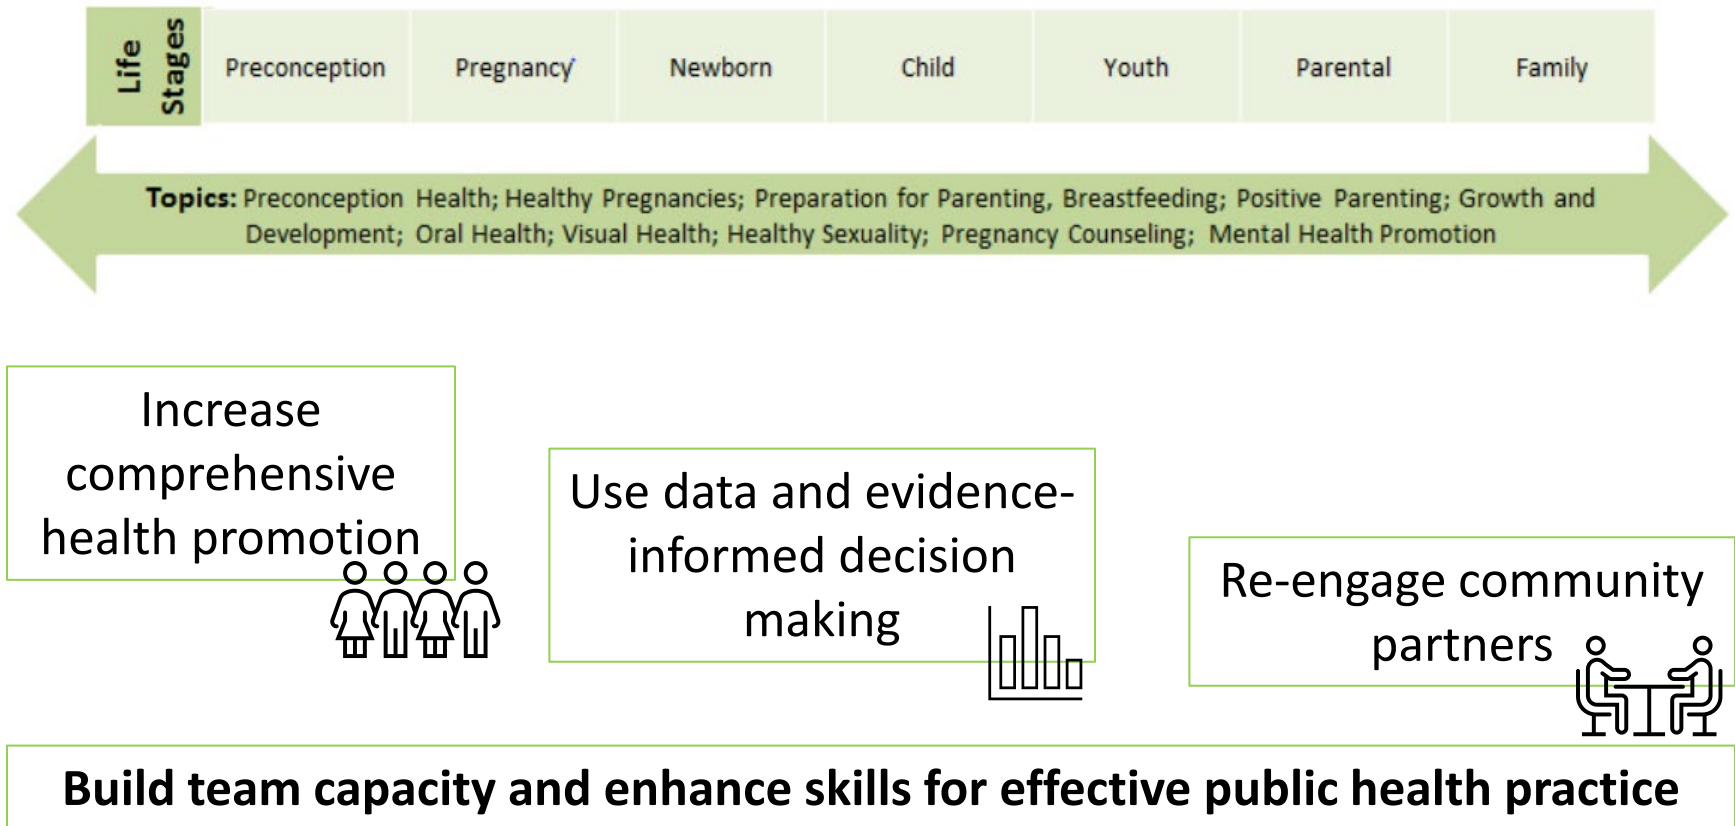 Life
Stages
Preconception
Pregnancy
Newborn
Child
Youth
Parental
Family
Topics: Preconception Health; Healthy Pregnancies; Preparation for Parenting, Breastfeeding; Positive Parenting; Growth and
Development; Oral Health; Visual Health; Healthy Sexuality; Pregnancy Counseling; Mental Health Promotion
Increase
comprehensive
health promotion
Use data and evidence-
informed decision
making
Re-engage community
partners
Build team capacity and enhance skills for effective public health practice